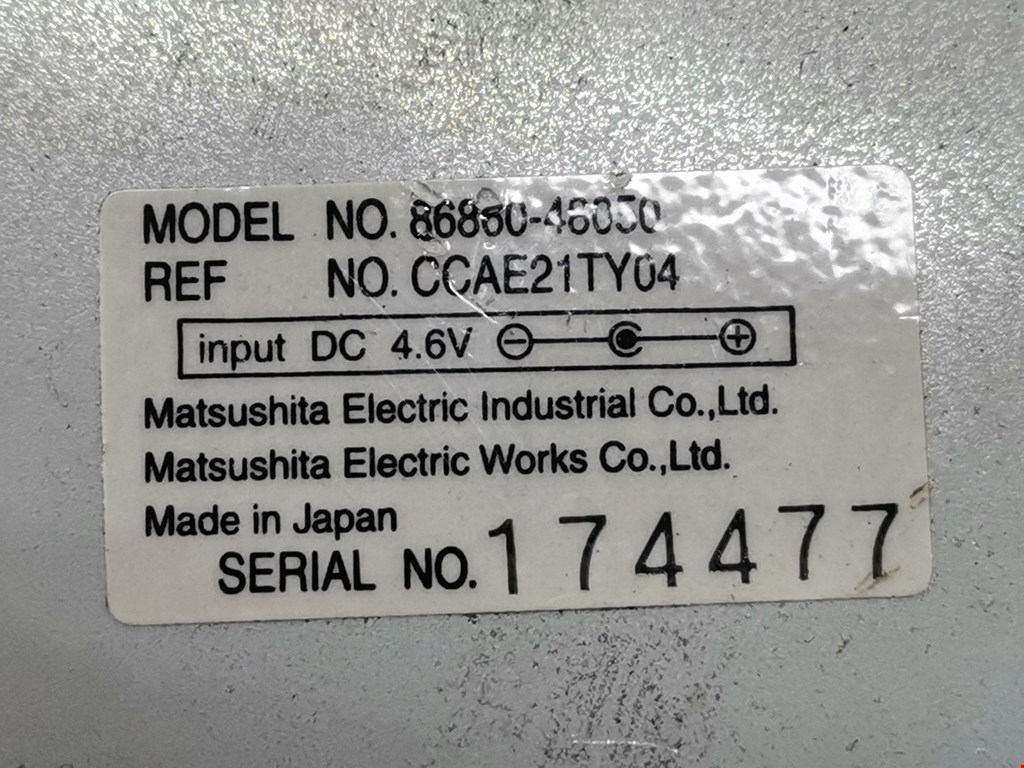 MODEL NO. 86860-46050
REF NO. CCAE21TY04
input DC 4.6V
Matsushita Electric Industrial Co.,Ltd.
Matsushita Electric Works Co.,Ltd.
Made in Japan
SERIAL NO. 174477